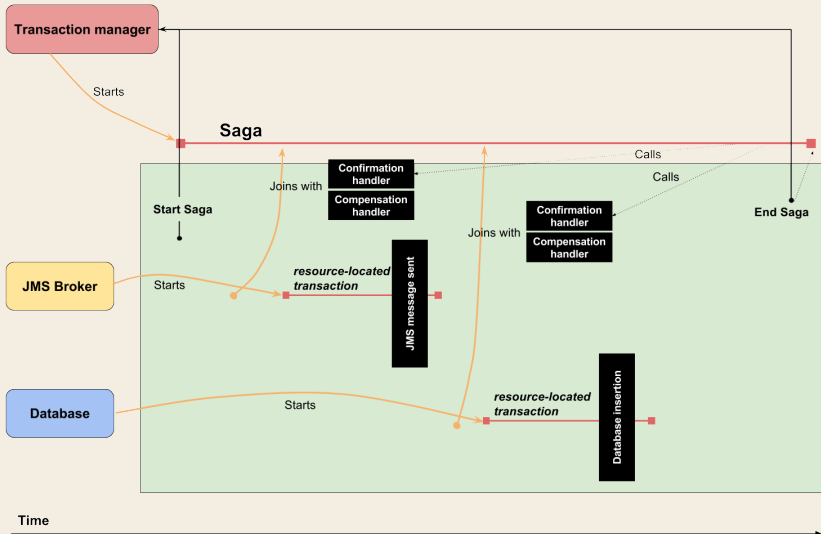 Transaction manager
Starts
Saga
Calls
Confirmation
handler
Joins with
Calls
Compensation
handler
Start Saga
Confirmation
handler
End Saga
Joins with
Compensation
handler
resource-located
transaction
JMS message sent
JMS Broker
Starts
resource-located
transaction
Database insertion
Database
Starts
Time